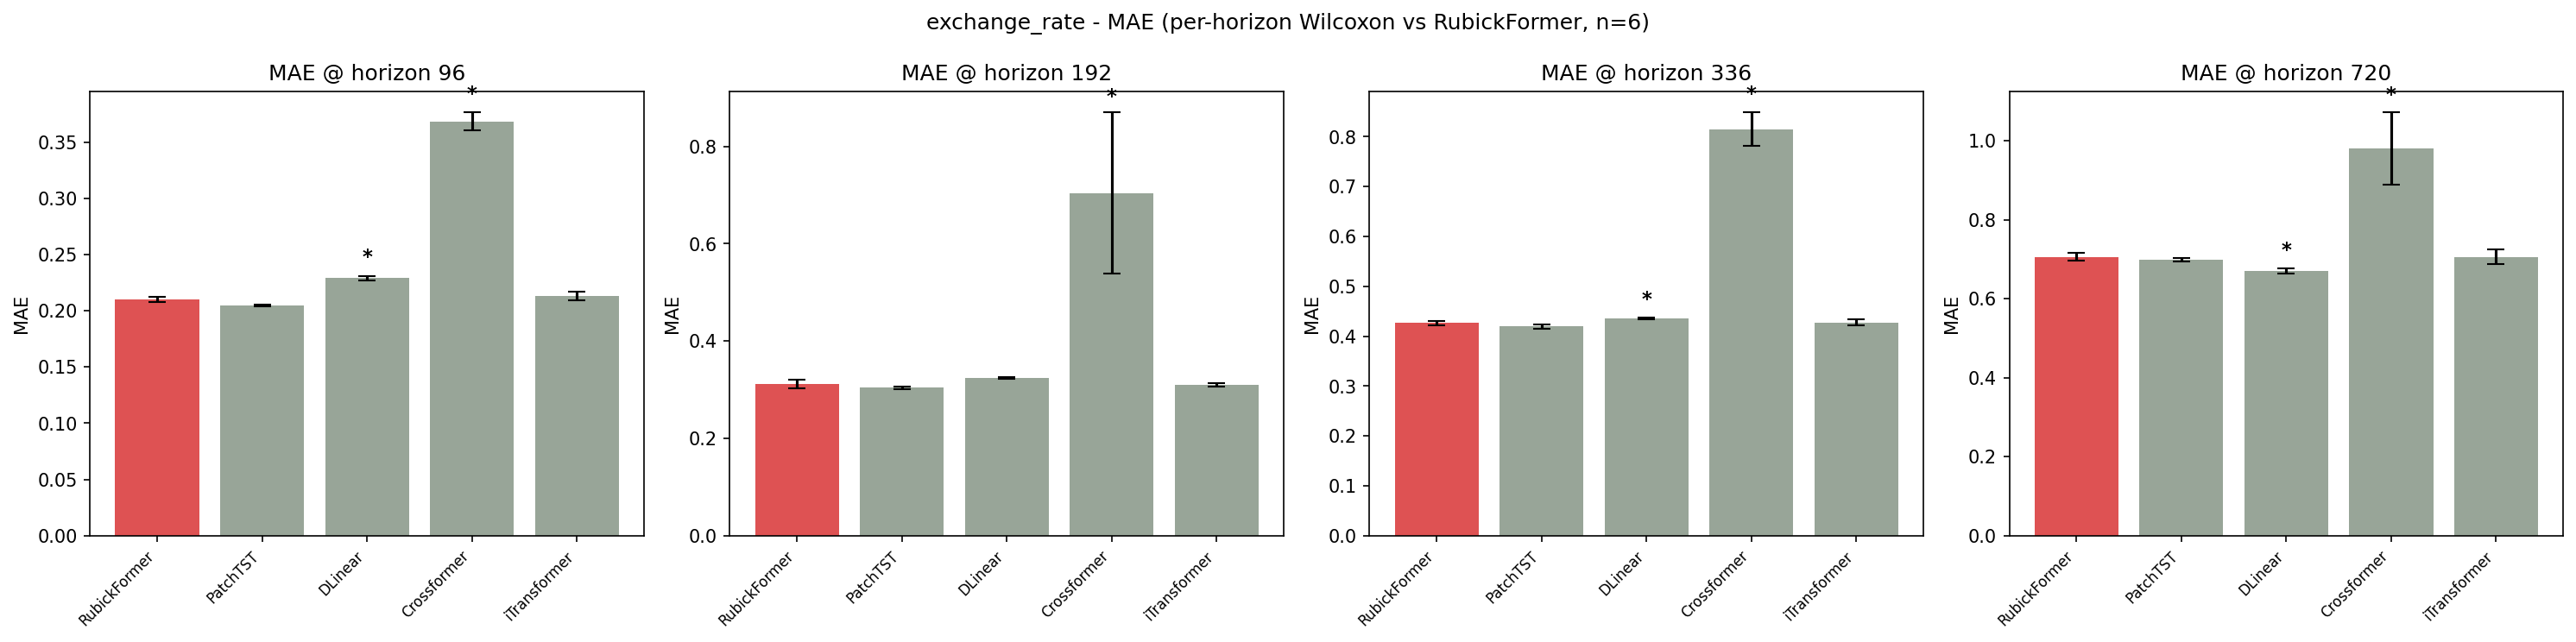 exchange_rate - MAE (per-horizon Wilcoxon vs RubickFormer, n=6)
MAE @ horizon 96
MAE
0.35
0.30
0.25
0.20
0.15
0.10
0.05
0.00
*
*
RubickFormer
PatchTST
DLinear
Crossformer
iTransformer
MAE @ horizon 192
MAE
0.8
0.6
0.4
0.2
0.0
*
RubickFormer
PatchTST
DLinear
Crossformer
iTransformer
MAE @ horizon 336
MAE
0.8
0.7
0.6
0.5
0.4
0.3
0.2
0.1
0.0
*
*
RubickFormer
PatchTST
DLinear
Crossformer
iTransformer
MAE @ horizon 720
MAE
1.0
0.8
0.6
0.4
0.2
0.0
*
*
RubickFormer
PatchTST
DLinear
Crossformer
iTransformer